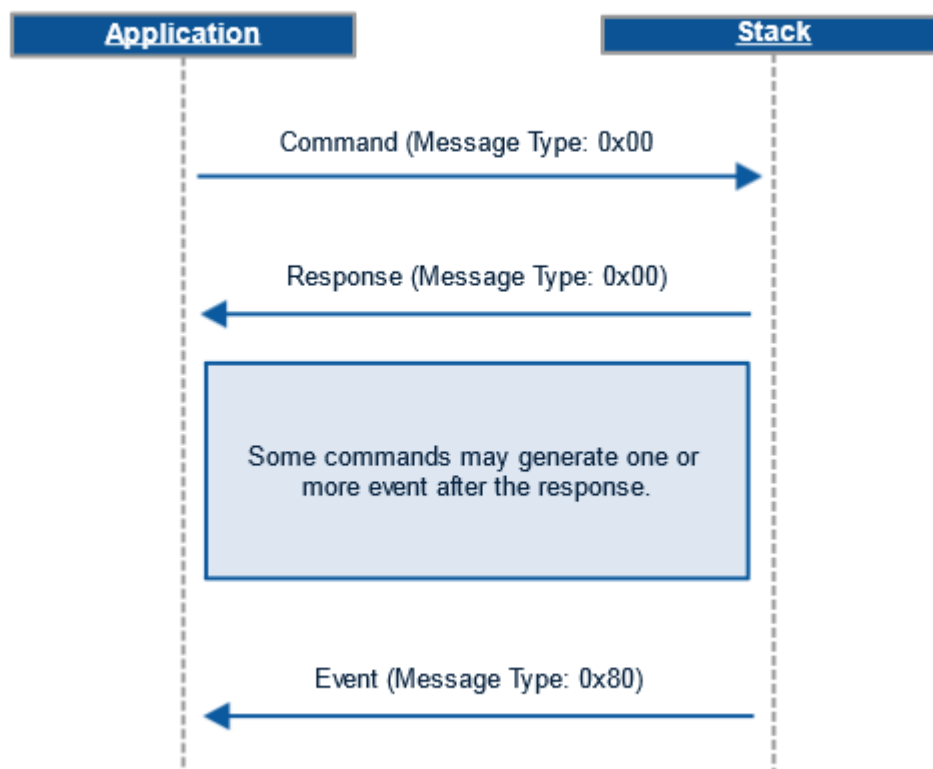 Application
Stack
Command (Message Type: 0x00
Response (Message Type: 0x00)
Some commands may generate one or
more event after the response.
Event (Message Type: 0x80)